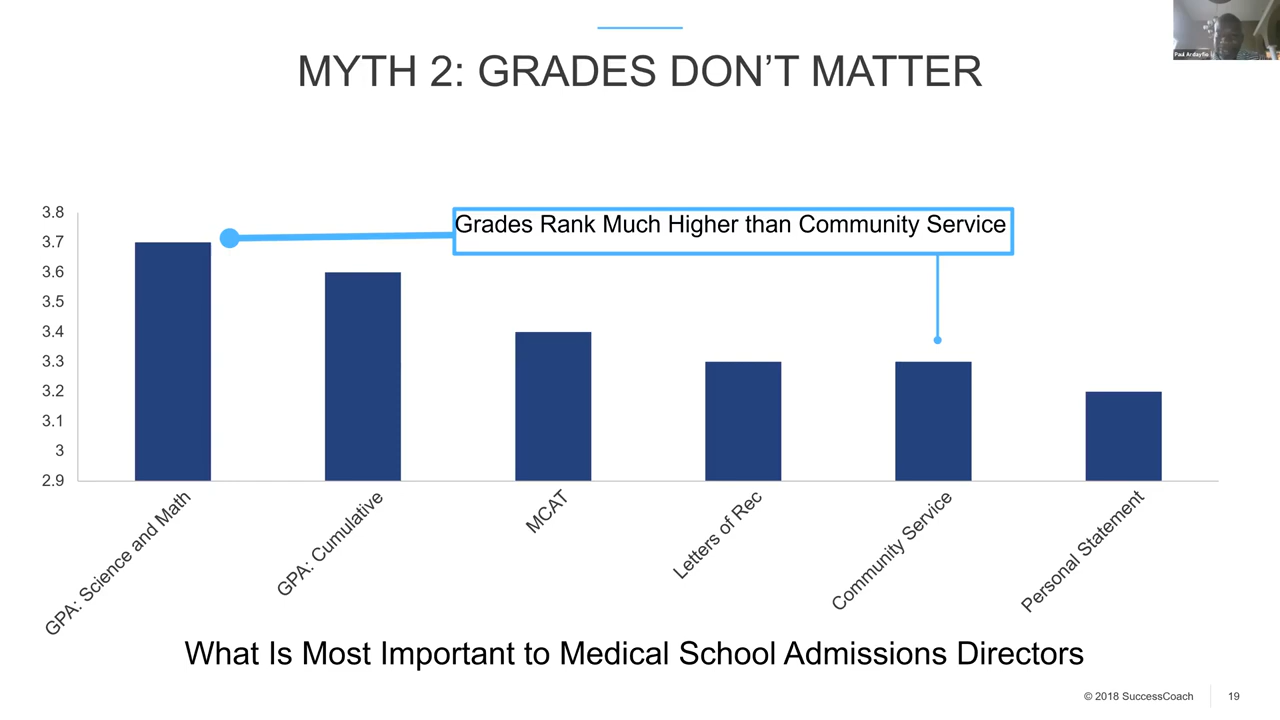 Paul Ardayfio
MYTH 2: GRADES DON’T MATTER
Grades Rank Much Higher than Community Service
3.8
3.7
3.6
3.5
3.4
3.3
3.2
3.1
3
2.9
GPA: Science and Math
GPA: Cumulative
MCAT
Letters of Rec
Community Service
Personal Statement
What Is Most Important to Medical School Admissions Directors
© 2018 SuccessCoach
19